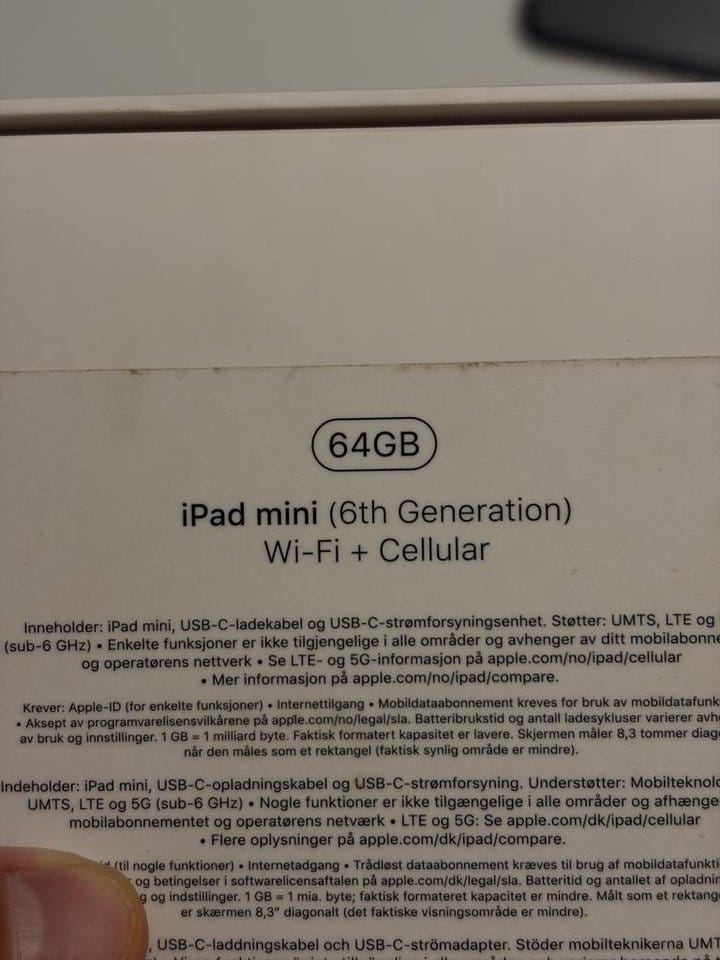 64GB
iPad mini (6th Generation)
Wi-Fi + Cellular
Inneholder: iPad mini, USB-C-ladekabel og USB-C-strømforsyningsenhet. Støtter: UMTS, LTE og
(sub-6 GHz) • Enkelte funksjoner er ikke tilgjengelige i alle områder og avhenger av ditt mobilabonne
og operatørens nettverk • Se LTE- og 5G-informasjon på apple.com/no/ipad/cellular
• Mer informasjon på apple.com/no/ipad/compare.
Krever: Apple-ID (for enkelte funksjoner) • Internettilgang • Mobildataabonnement kreves for bruk av mobildatafunk
• Aksept av programvarelisensvilkårene på apple.com/no/legal/sla. Batteribrukstid og antall ladesykluser varierer avh
av bruk og innstillinger. 1 GB = 1 milliard byte. Faktisk formatert kapasitet er lavere. Skjermen måler 8,3 tommer diag
når den måles som et rektangel (faktisk synlig område er mindre).
Indeholder: iPad mini, USB-C-opladningskabel og USB-C-strømforsyning. Understøtter: Mobilteknolo
UMTS, LTE og 5G (sub-6 GHz) • Nogle funktioner er ikke tilgængelige i alle områder og afhænge
mobilabonnementet og operatørens netværk • LTE og 5G: Se apple.com/dk/ipad/cellular
• Flere oplysninger på apple.com/dk/ipad/compare.
(til nogle funktioner) • Internetadgang • Trådløst dataabonnement kræves til brug af mobildatafunkti
og betingelser i softwarelicensaftalen på apple.com/dk/legal/sla. Batteritid og antallet af opladnin
og indstillinger. 1 GB = 1 mia. byte; faktisk formateret kapacitet er mindre. Målt som et rektange
er skærmen 8,3" diagonalt (det faktiske visningsområde er mindre).
, USB-C-laddningskabel och USB-C-strömadapter. Stöder mobilteknikerna UMT